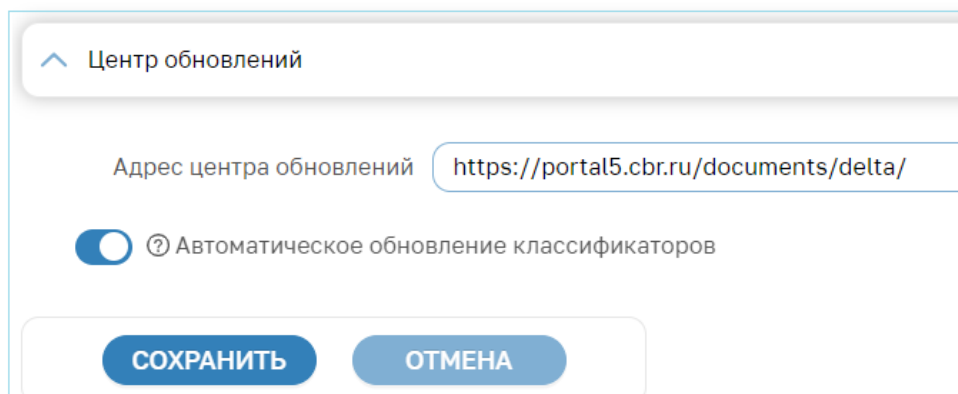 Центр обновлений
Адрес центра обновлений https://portal5.cbr.ru/documents/delta/
Автоматическое обновление классификаторов
СОХРАНИТЬ ОТМЕНА